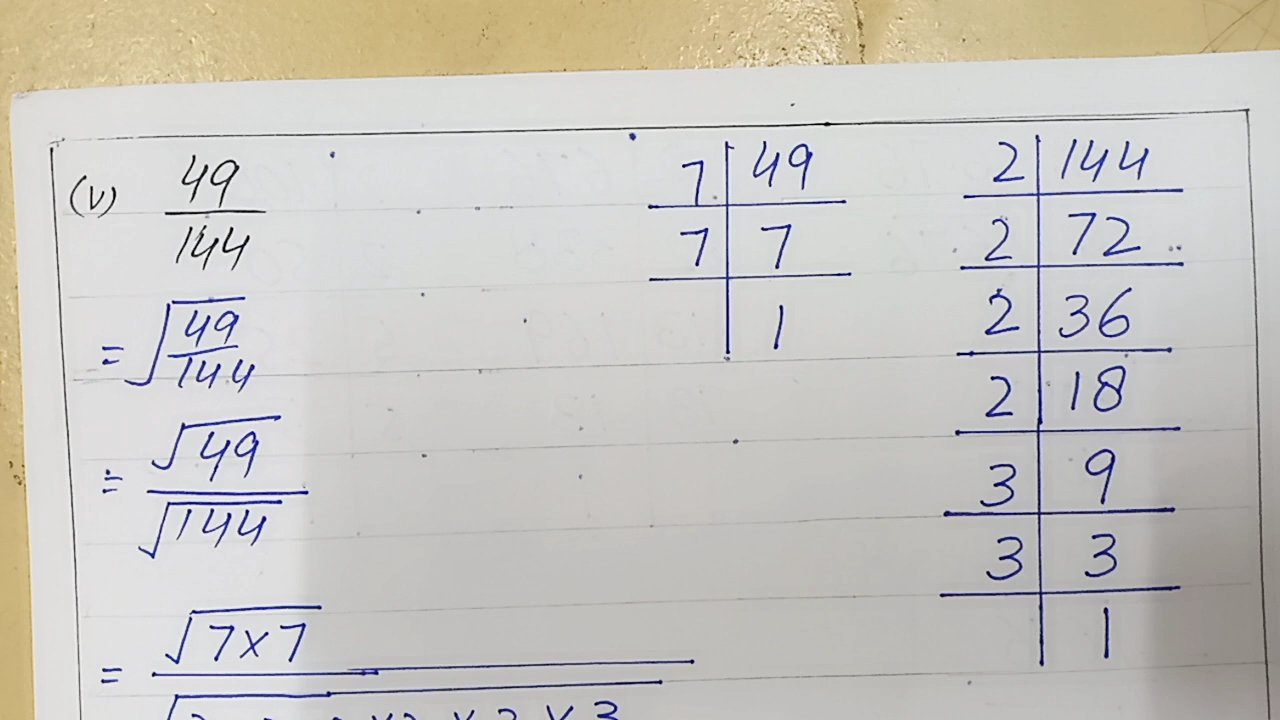 (v) 49
144
= √49
144
= √49
√144
= √7×7
7 | 49
7 | 7
1
2 | 144
2 | 72
2 | 36
2 | 18
3 | 9
3 | 3
1